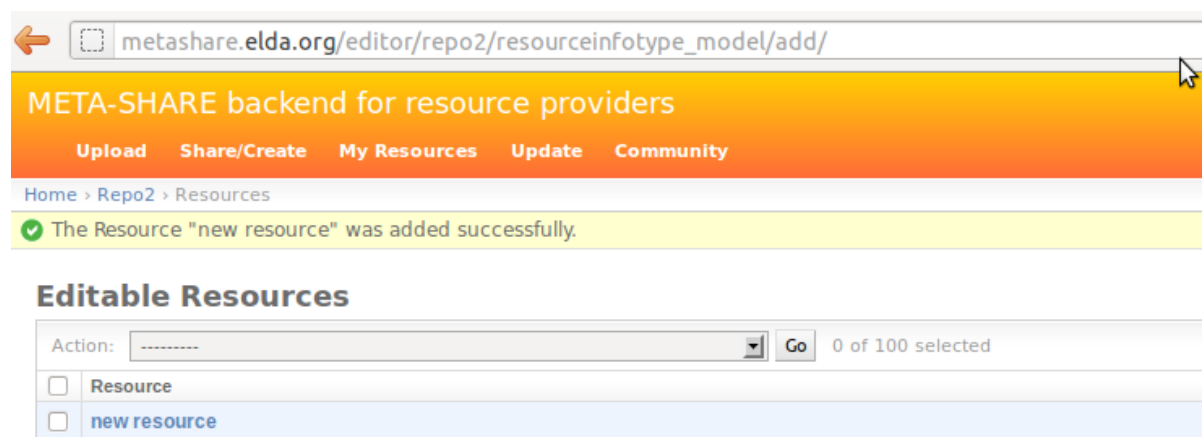 metashare.elda.org/editor/repo2/resourceinfotype_model/add/
META-SHARE backend for resource providers
Upload Share/Create My Resources Update Community
Home › Repo2 › Resources
The Resource "new resource" was added successfully.
Editable Resources
Action: --------- Go 0 of 100 selected
Resource
new resource